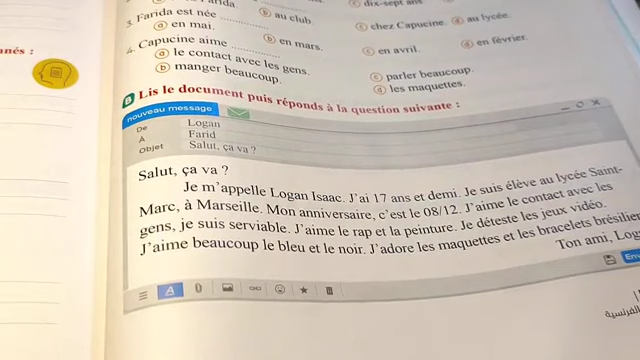 dix-sept ans
3. Farida est née ..............
ⓑ au club.
ⓒ chez Capucine.
ⓓ au lycée.
ⓐ en mai.
ⓑ en mars.
ⓒ en avril.
ⓓ en février.
4. Capucine aime ..............
ⓐ le contact avec les gens.
ⓒ parler beaucoup.
ⓑ manger beaucoup.
ⓓ les maquettes.
B Lis le document puis réponds à la question suivante :
nouveau message
De Logan
A Farid
Objet Salut, ça va ?
Salut, ça va ?
Je m'appelle Logan Isaac. J'ai 17 ans et demi. Je suis élève au lycée Saint-
Marc, à Marseille. Mon anniversaire, c'est le 08/12. J'aime le contact avec les
gens, je suis serviable. J'aime le rap et la peinture. Je déteste les jeux vidéo.
J'aime beaucoup le bleu et le noir. J'adore les maquettes et les bracelets brésilien
Ton ami, Log
A
الفرنسية